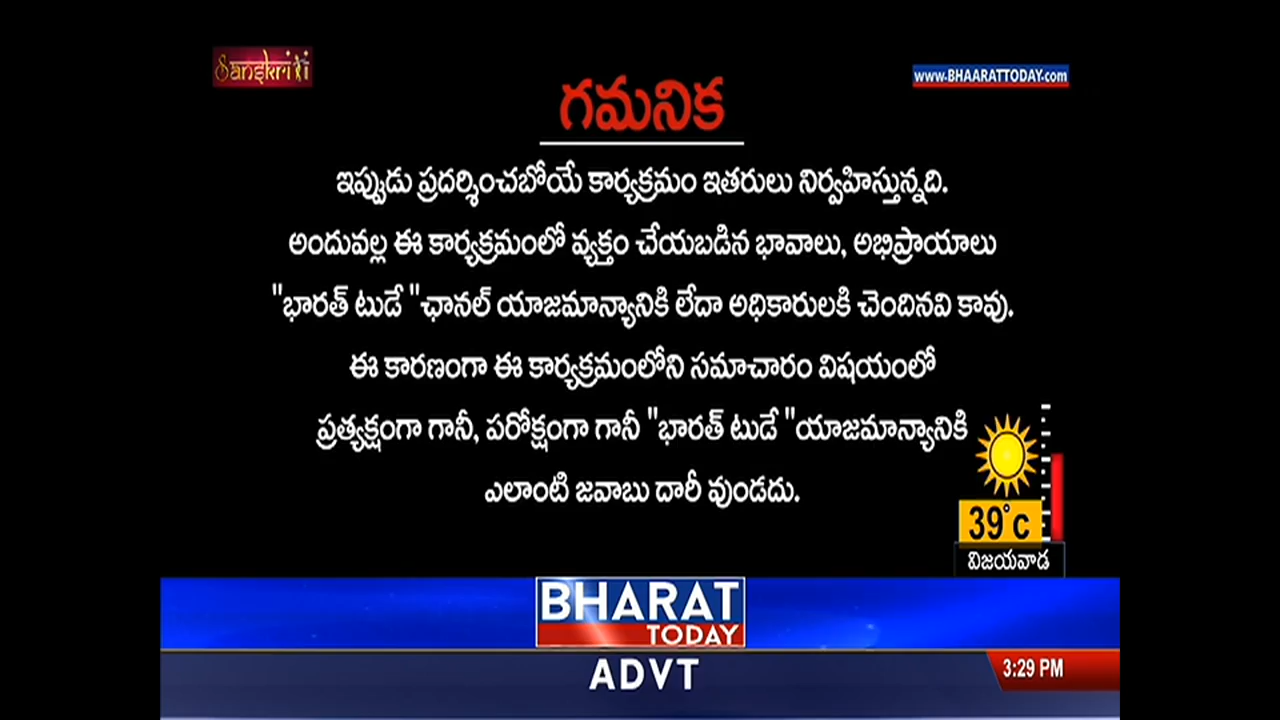 Sanskriti
www.BHAARATTODAY.com
గమనిక
ఇప్పుడు ప్రదర్శించబోయే కార్యక్రమం ఇతరులు నిర్వహిస్తున్నది.
అందువల్ల ఈ కార్యక్రమంలో వ్యక్తం చేయబడిన భావాలు, అభిప్రాయాలు
"భారత్ టుడే "ఛానల్ యాజమాన్యానికి లేదా అధికారులకి చెందినవి కావు.
ఈ కారణంగా ఈ కార్యక్రమంలోని సమాచారం విషయంలో
ప్రత్యక్షంగా గానీ, పరోక్షంగా గానీ "భారత్ టుడే "యాజమాన్యానికి
ఎలాంటి జవాబు దారీ వుండదు.
39°c
విజయవాడ
BHARAT
TODAY
ADVT
3:29 PM